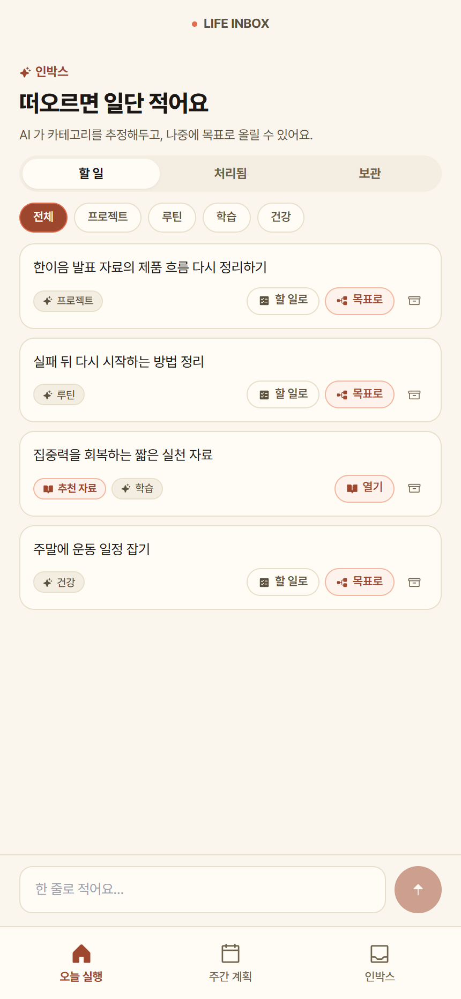 LIFE INBOX
인박스
떠오르면 일단 적어요
AI 가 카테고리를 추정해두고, 나중에 목표로 올릴 수 있어요.
할 일 처리됨 보관
전체 프로젝트 루틴 학습 건강
한이음 발표 자료의 제품 흐름 다시 정리하기
프로젝트 할 일로 목표로
실패 뒤 다시 시작하는 방법 정리
루틴 할 일로 목표로
집중력을 회복하는 짧은 실천 자료
추천 자료 학습 열기
주말에 운동 일정 잡기
건강 할 일로 목표로
한 줄로 적어요...
오늘 실행 주간 계획 인박스